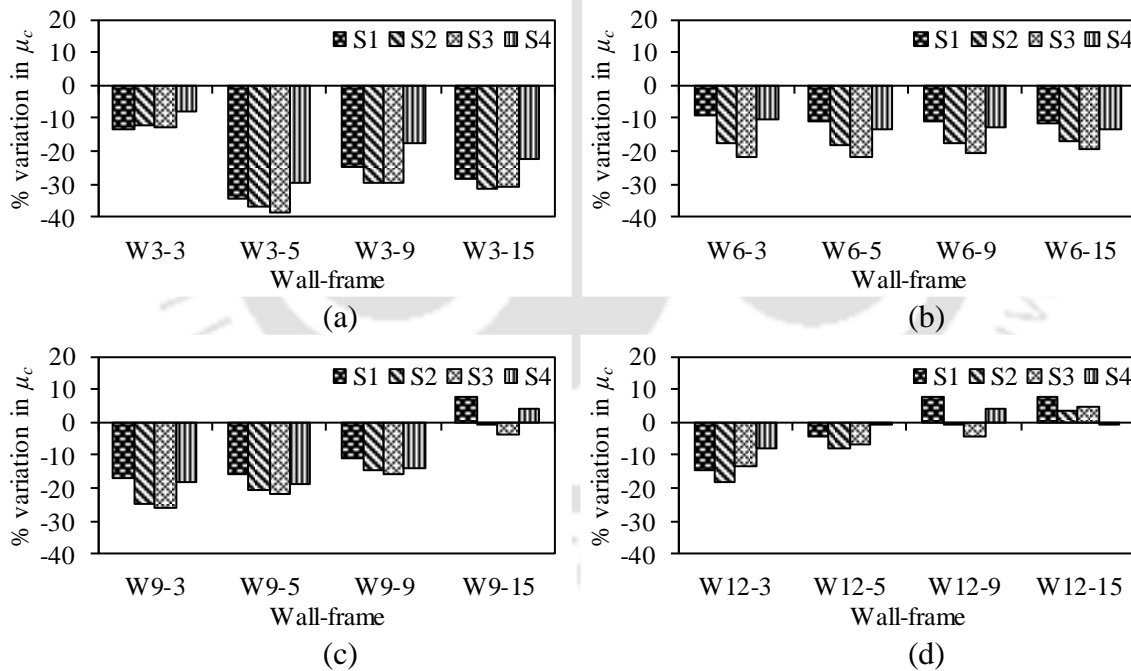 % variation in μc
20
10
0
-10
-20
-30
-40
S1 S2 S3 S4
W3-3 W3-5 W3-9 W3-15
Wall-frame
(a)
% variation in μc
20
10
0
-10
-20
-30
-40
S1 S2 S3 S4
W6-3 W6-5 W6-9 W6-15
Wall-frame
(b)
% variation in μc
20
10
0
-10
-20
-30
-40
S1 S2 S3 S4
W9-3 W9-5 W9-9 W9-15
Wall-frame
(c)
% variation in μc
20
10
0
-10
-20
-30
-40
S1 S2 S3 S4
W12-3 W12-5 W12-9 W12-15
Wall-frame
(d)